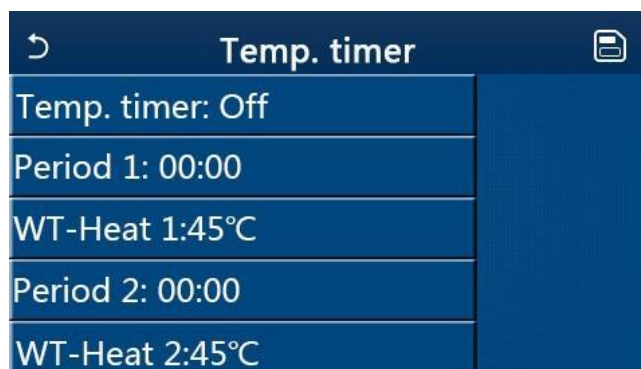 Temp. timer
Temp. timer: Off
Period 1: 00:00
WT-Heat 1:45℃
Period 2: 00:00
WT-Heat 2:45℃